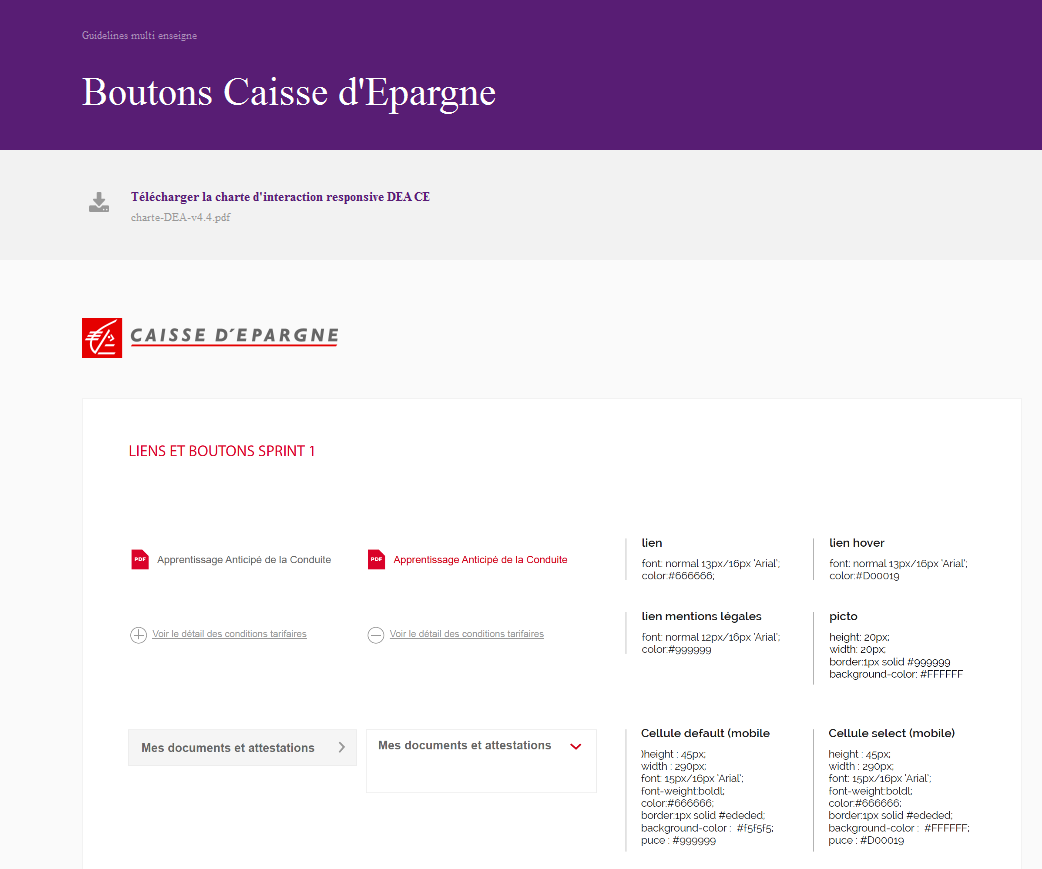 Guidelines multi enseigne
Boutons Caisse d'Epargne
Télécharger la charte d'interaction responsive DEA CE
charte-DEA-v4.4.pdf
CAISSE D'EPARGNE
LIENS ET BOUTONS SPRINT 1
PDF Apprentissage Anticipé de la Conduite
PDF Apprentissage Anticipé de la Conduite
lien
font: normal 13px/16px 'Arial';
color:#666666;
lien hover
font: normal 13px/16px 'Arial';
color:#D00019
Voir le détail des conditions tarifaires
Voir le détail des conditions tarifaires
lien mentions légales
font: normal 12px/16px 'Arial';
color:#999999
picto
height: 20px;
width: 20px;
border:1px solid #999999
background-color: #FFFFFF
Mes documents et attestations
Mes documents et attestations
Cellule default (mobile
)height : 45px;
width : 290px;
font: 15px/16px 'Arial';
font-weight:boldl;
color:#666666;
border:1px solid #ededed;
background-color : #f5f5f5;
puce : #999999
Cellule select (mobile)
height : 45px;
width : 290px;
font: 15px/16px 'Arial';
font-weight:boldl;
color:#666666;
border:1px solid #ededed;
background-color : #FFFFFF;
puce : #D00019